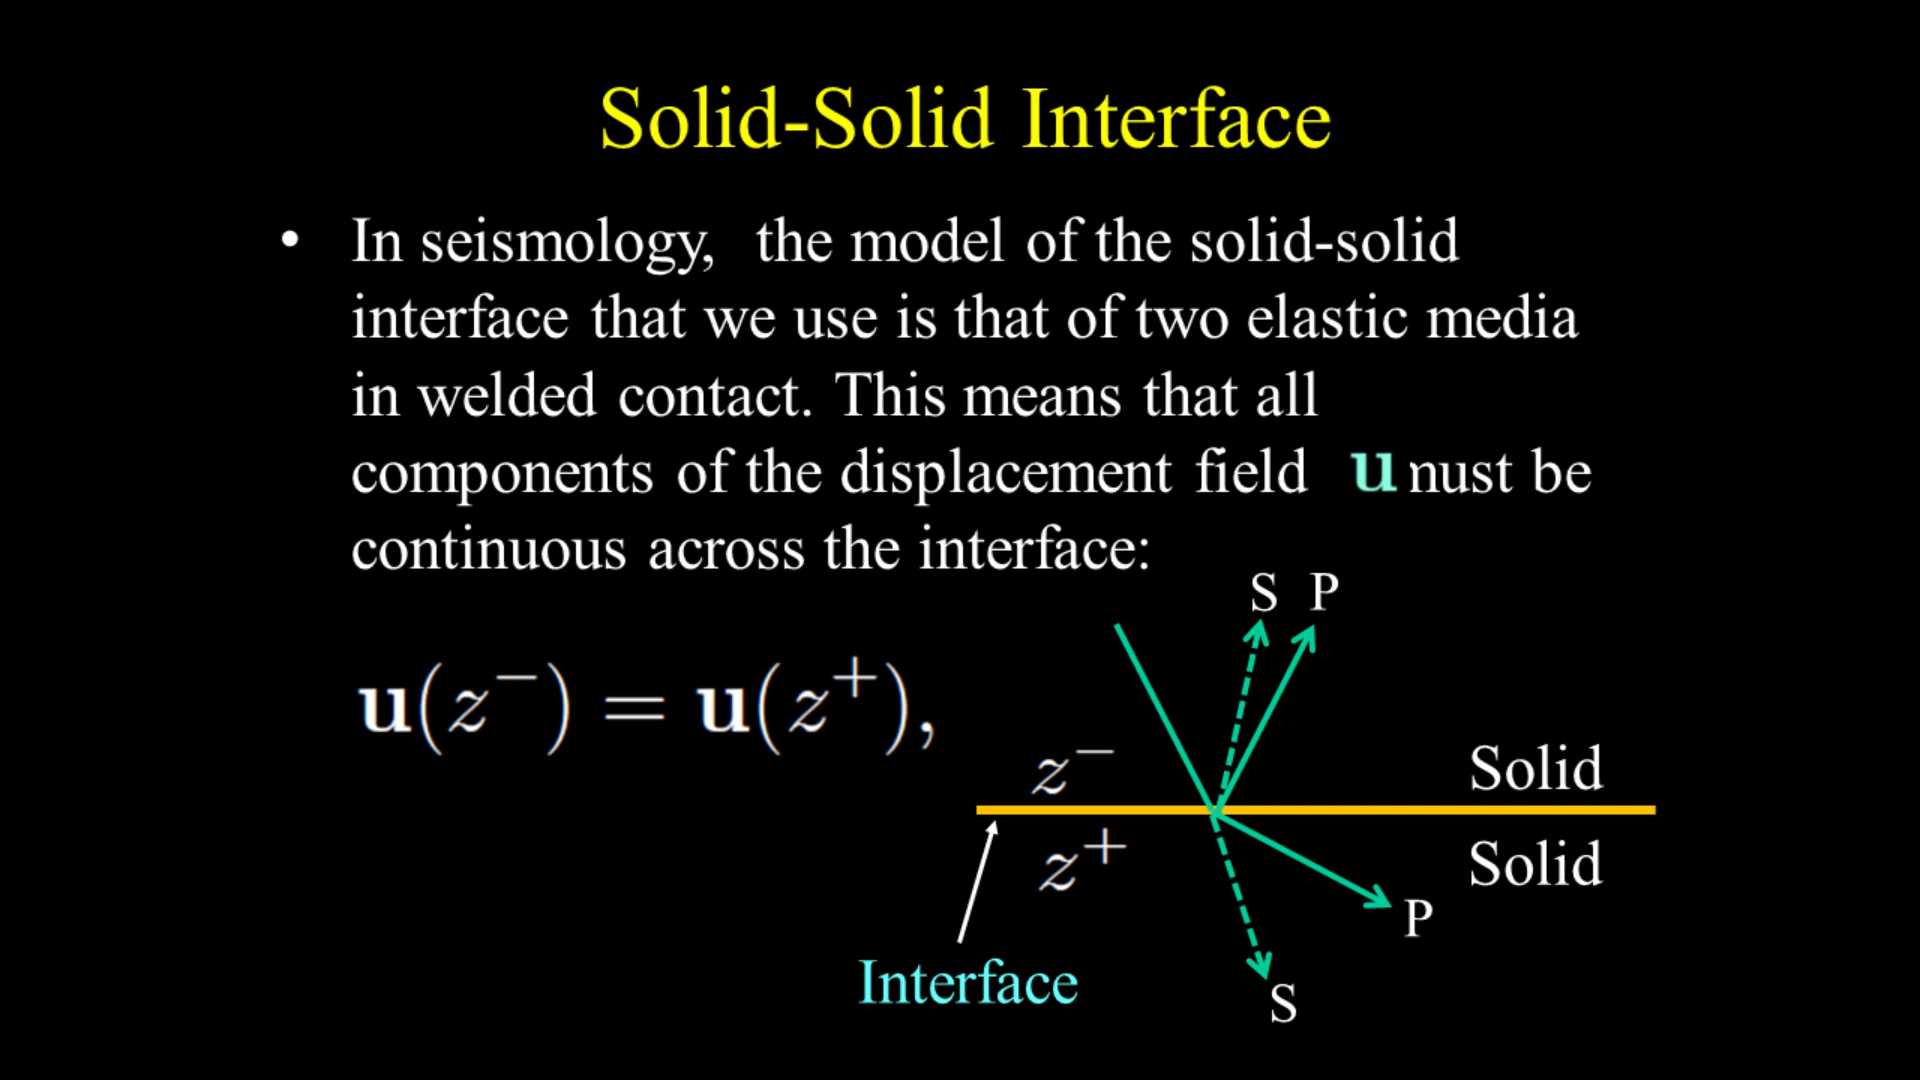 Solid-Solid Interface
• In seismology, the model of the solid-solid
interface that we use is that of two elastic media
in welded contact. This means that all
components of the displacement field u nust be
continuous across the interface:
S P
u(z⁻) = u(z⁺),
z⁻
Solid
z⁺
Solid
P
Interface
S